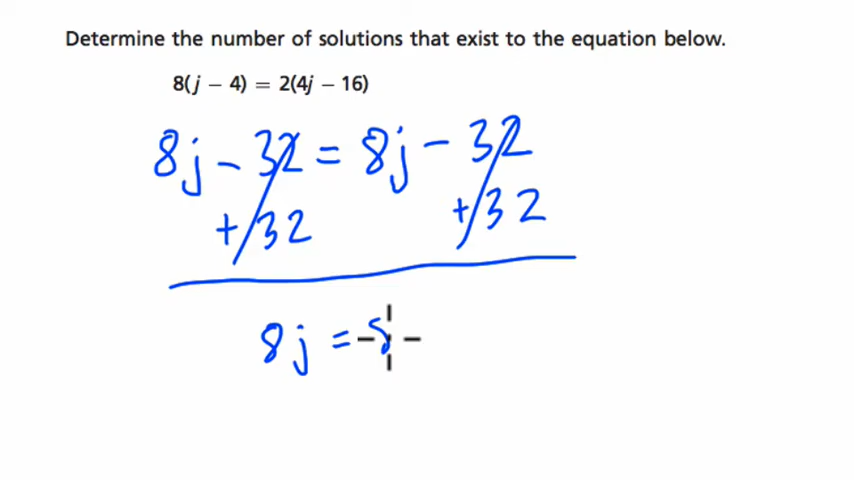 Determine the number of solutions that exist to the equation below.
8(j − 4) = 2(4j − 16)
8j − 32 = 8j − 32
+ 32 + 32
8j = 8